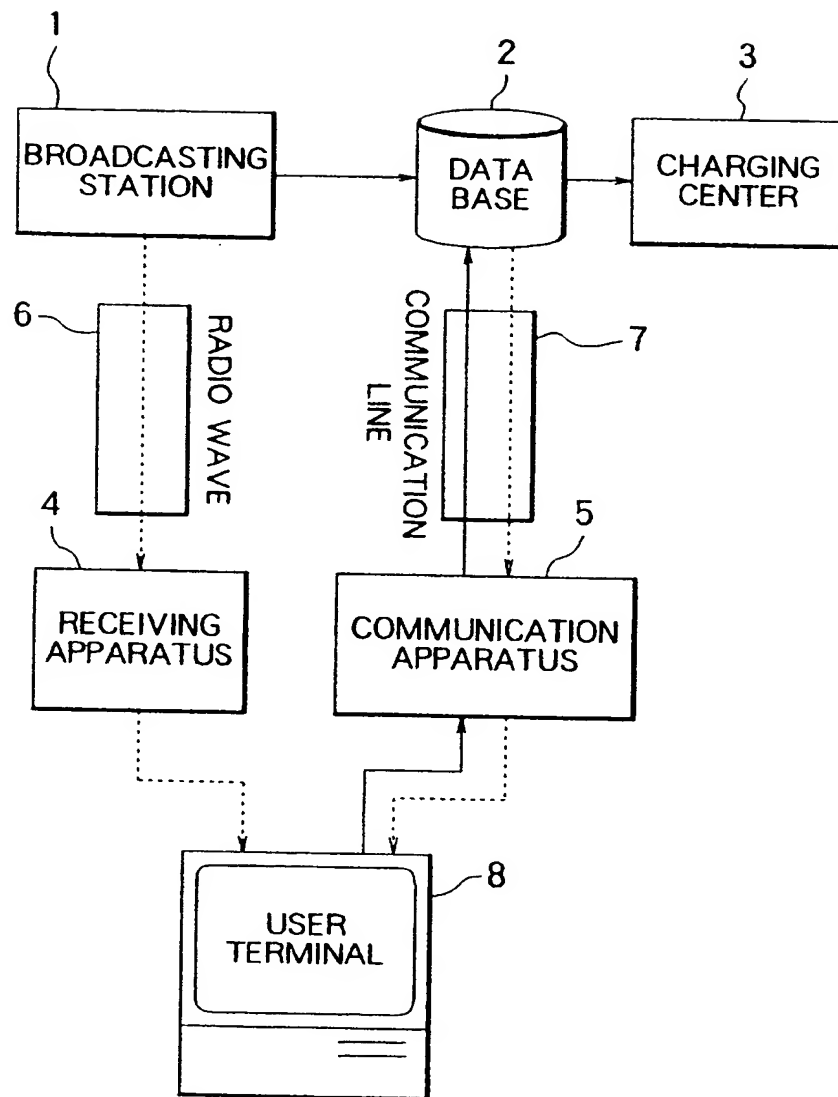 1
2
3
BROADCASTING
STATION
DATA
BASE
CHARGING
CENTER
6
RADIO WAVE
COMMUNICATION
LINE
7
4
5
RECEIVING
APPARATUS
COMMUNICATION
APPARATUS
8
USER
TERMINAL